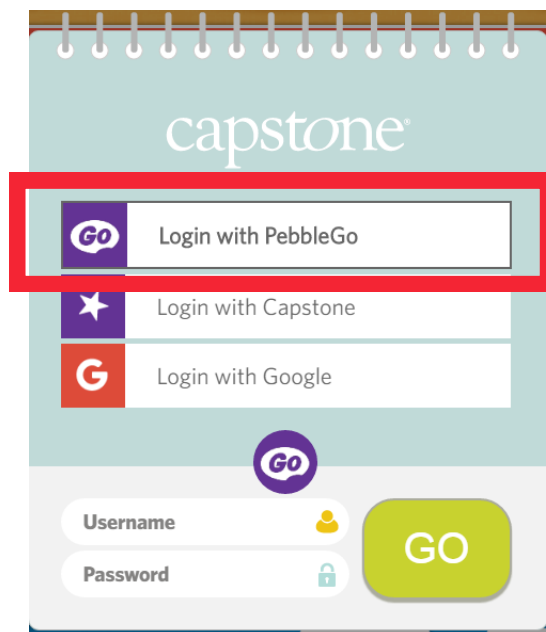 capstone®
GO Login with PebbleGo
Login with Capstone
G Login with Google
GO
Username
Password
GO